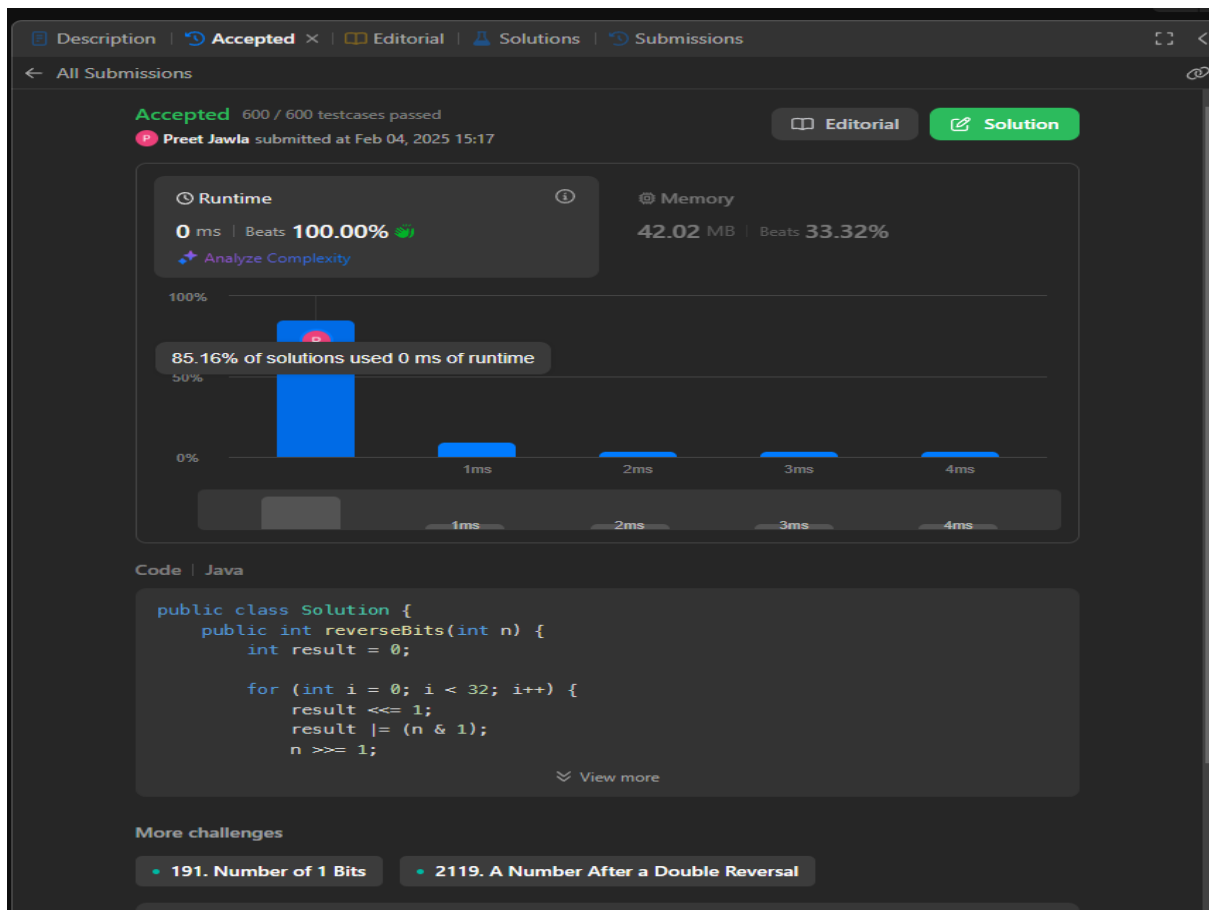 Description | Accepted × | Editorial | Solutions | Submissions
← All Submissions
Accepted 600 / 600 testcases passed
P Preet Jawla submitted at Feb 04, 2025 15:17
Editorial
Solution
Runtime
0 ms | Beats 100.00%
Analyze Complexity
Memory
42.02 MB | Beats 33.32%
100%
P
85.16% of solutions used 0 ms of runtime
50%
0%
1ms 2ms 3ms 4ms
1ms 2ms 3ms 4ms
Code | Java
public class Solution {
public int reverseBits(int n) {
int result = 0;
for (int i = 0; i < 32; i++) {
result <<= 1;
result |= (n & 1);
n >>= 1;
View more
More challenges
• 191. Number of 1 Bits • 2119. A Number After a Double Reversal